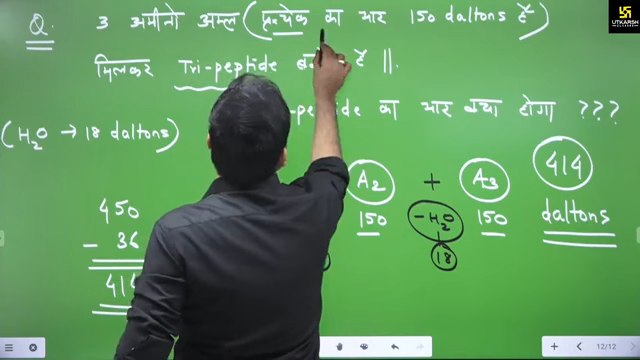 Q. 3 अमीनो अम्ल (प्रत्येक का भार 150 daltons है)
मिलकर Tri-peptide है ||.
peptide का भार क्या होगा ???
(H₂O → 18 daltons)
A2 + A3
150 150
- H₂O
18
414
daltons
450
- 36
414
12/12
UTKARSH